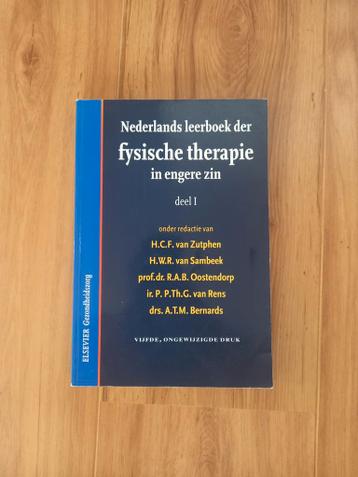 Nederlands leerboek der
fysische therapie
in engere zin
deel I
onder redactie van
H.C.F. van Zutphen
H.W.R. van Sambeek
prof.dr. R.A.B. Oostendorp
ir. P. P.Th.G. van Rens
drs. A.T.M. Bernards
VIJFDE, ONGEWIJZIGDE DRUK
ELSEVIER Gezondheidszorg